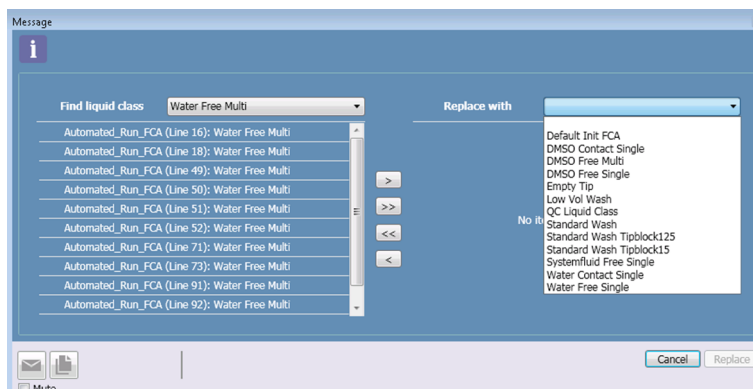 Message
i
Find liquid class Water Free Multi Replace with
Automated_Run_FCA (Line 16): Water Free Multi
Automated_Run_FCA (Line 18): Water Free Multi
Automated_Run_FCA (Line 49): Water Free Multi
Automated_Run_FCA (Line 50): Water Free Multi
Automated_Run_FCA (Line 51): Water Free Multi
Automated_Run_FCA (Line 52): Water Free Multi
Automated_Run_FCA (Line 71): Water Free Multi
Automated_Run_FCA (Line 73): Water Free Multi
Automated_Run_FCA (Line 91): Water Free Multi
Automated_Run_FCA (Line 92): Water Free Multi
>
>>
<<
<
No it
Default Init FCA
DMSO Contact Single
DMSO Free Multi
DMSO Free Single
Empty Tip
Low Vol Wash
QC Liquid Class
Standard Wash
Standard Wash Tipblock125
Standard Wash Tipblock15
Systemfluid Free Single
Water Contact Single
Water Free Single
Cancel Replace
Mute